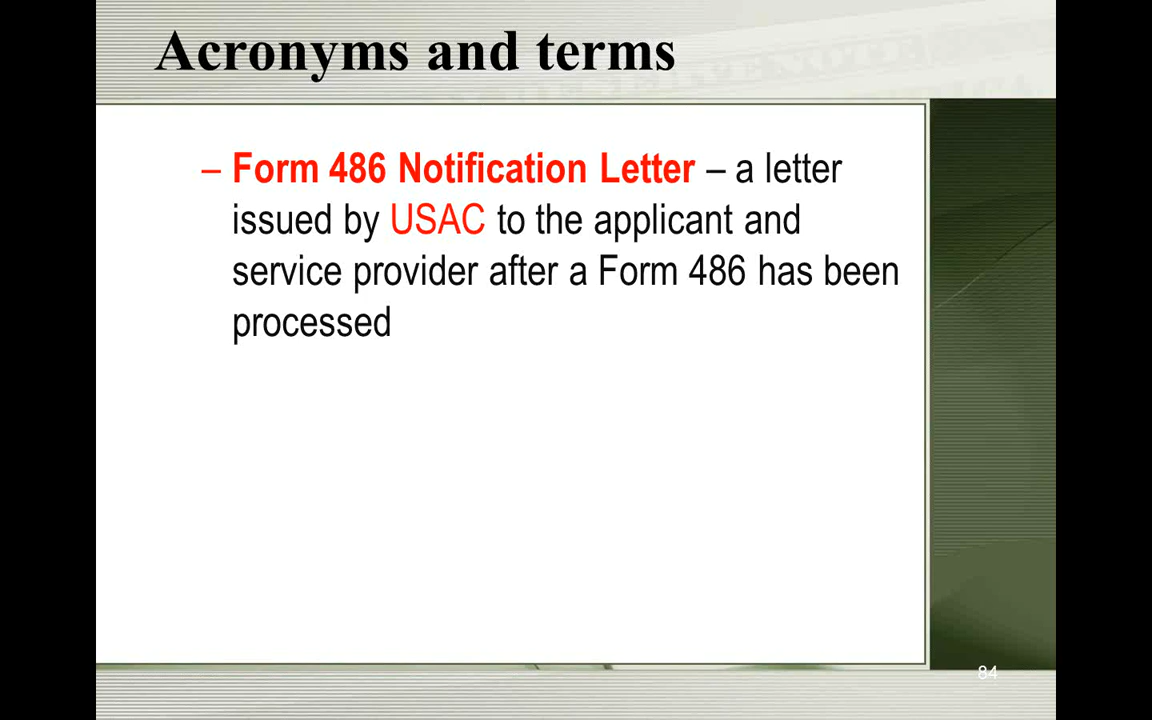 Acronyms and terms
– Form 486 Notification Letter – a letter
issued by USAC to the applicant and
service provider after a Form 486 has been
processed
84